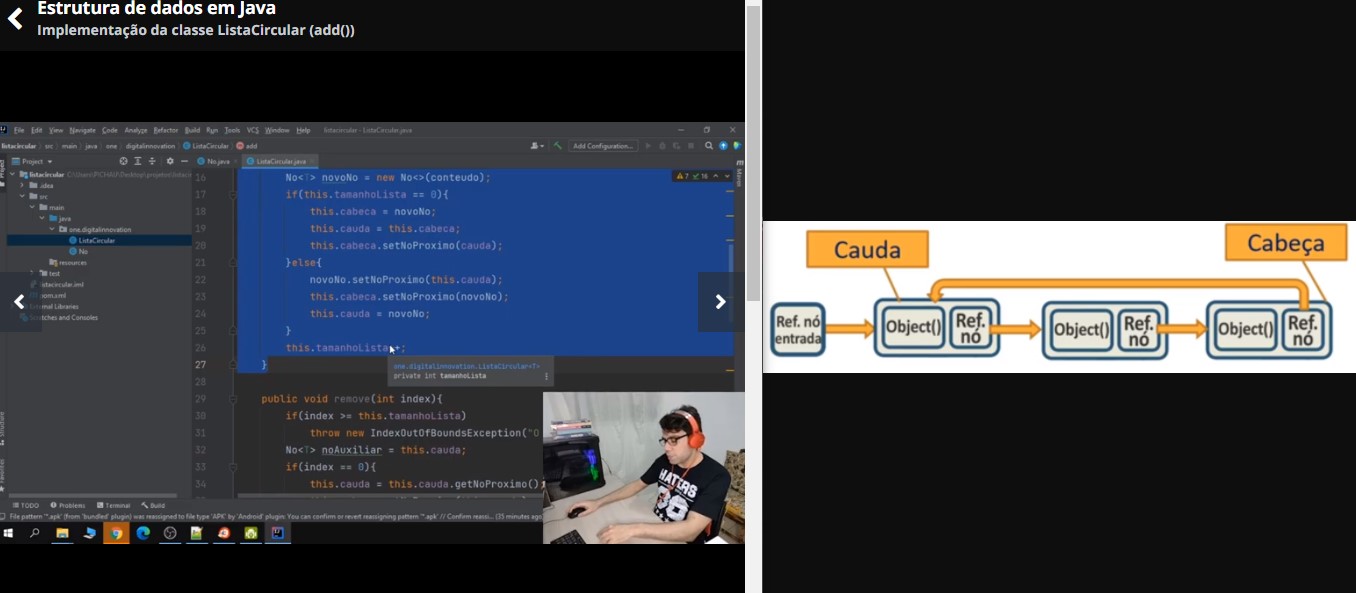 Estrutura de dados em Java
Implementação da classe ListaCircular (add())
File Edit View Navigate Code Analyze Refactor Build Run Tools VCS Window Help listacircular - ListaCircular.java
listacircular src main java one digitalinnovation ListaCircular add
Add Configuration...
Project
No.java
ListaCircular.java
listacircular
.idea
src
main
java
one.digitalinnovation
ListaCircular
No
resources
test
listacircular.iml
External Libraries
Scratches and Consoles
7 16
16 No<T> novoNo = new No<>(conteudo);
17 if(this.tamanhoLista == 0){
18 this.cabeca = novoNo;
19 this.cauda = this.cabeca;
20 this.cabeca.setNoProximo(cauda);
21 }else{
22 novoNo.setNoProximo(this.cauda);
23 this.cabeca.setNoProximo(novoNo);
24 this.cauda = novoNo;
25 }
26 this.tamanhoLista++;
27 }
one.digitalinnovation.ListaCircular<T>
private int tamanhoLista
28
29 public void remove(int index){
30 if(index >= this.tamanhoLista)
31 throw new IndexOutOfBoundsException("O
32 No<T> noAuxiliar = this.cauda;
33 if(index == 0){
34 this.cauda = this.cauda.getNoProximo();
TODO Problems Terminal Build
File pattern '*.apk' (from 'bundled' plugin) was reassigned to file type 'APK' by 'Android' plugin: You can confirm or revert reassigning pattern '*.apk' // Confirm reassi... (35 minutes ago)
HATERS
Cauda
Cabeça
Ref. nó
entrada
Object()
Ref.
nó
Object()
Ref.
nó
Object()
Ref.
nó